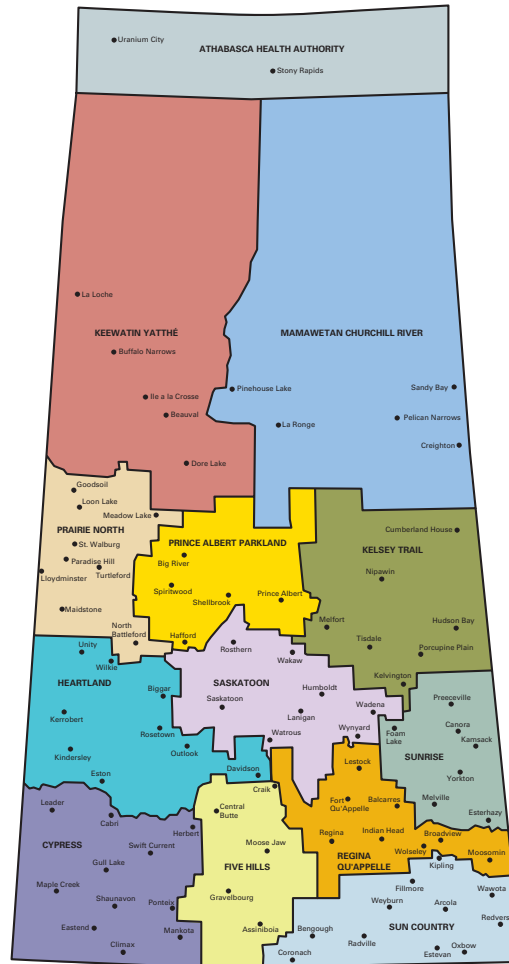 Uranium City
ATHABASCA HEALTH AUTHORITY
Stony Rapids
La Loche
KEEWATIN YATTHÉ
MAMAWETAN CHURCHILL RIVER
Buffalo Narrows
Pinehouse Lake
Sandy Bay
Ile a la Crosse
Beauval
Pelican Narrows
La Ronge
Creighton
Dore Lake
Goodsoil
Loon Lake
Meadow Lake
PRAIRIE NORTH
St. Walburg
Paradise Hill
Turtleford
Lloydminster
Maidstone
North
Battleford
PRINCE ALBERT PARKLAND
Big River
Spiritwood
Shellbrook
Prince Albert
Hafford
Cumberland House
KELSEY TRAIL
Nipawin
Melfort
Hudson Bay
Tisdale
Porcupine Plain
Kelvington
Unity
Wilkie
HEARTLAND
Biggar
Kerrobert
Rosetown
Kindersley
Outlook
Eston
Davidson
Rosthern
Wakaw
SASKATOON
Humboldt
Saskatoon
Lanigan
Wadena
Watrous
Wynyard
Preeceville
Foam
Lake
Canora
Kamsack
SUNRISE
Yorkton
Melville
Esterhazy
Leader
Cabri
Herbert
CYPRESS
Swift Current
Gull Lake
Maple Creek
Shaunavon
Ponteix
Eastend
Climax
Mankota
Craik
Central
Butte
Moose Jaw
FIVE HILLS
Gravelbourg
Assiniboia
Lestock
Fort
Qu'Appelle
Balcarres
Regina
Indian Head
Broadview
Wolseley
REGINA
QU'APPELLE
Moosomin
Kipling
Fillmore
Wawota
Weyburn
Arcola
Redvers
SUN COUNTRY
Bengough
Radville
Oxbow
Estevan
Coronach